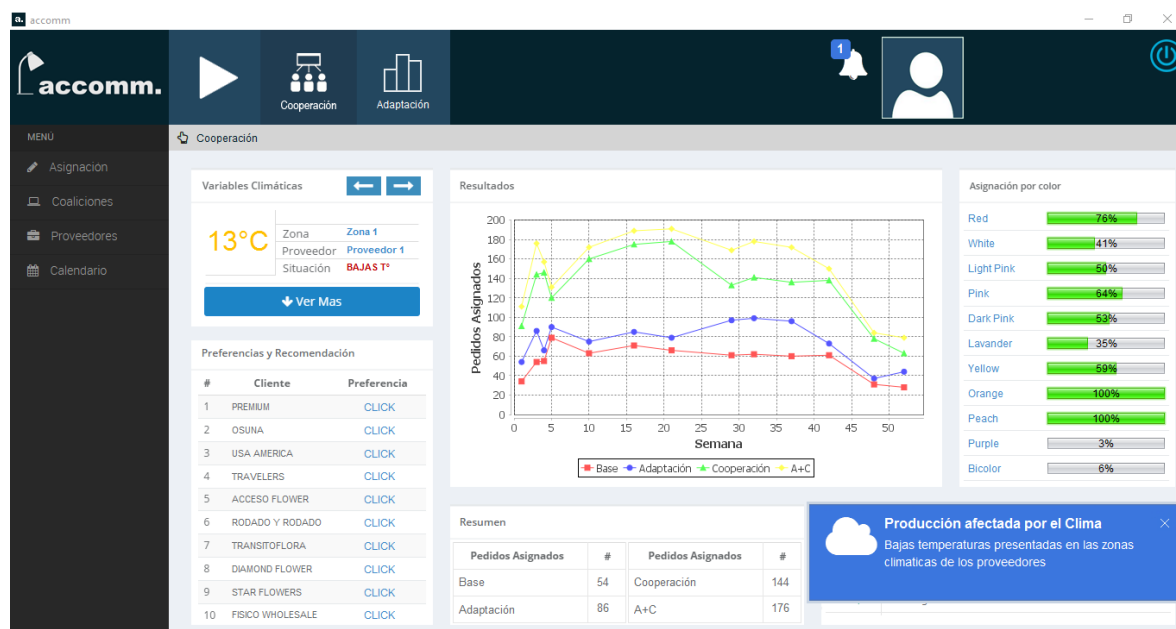 a. accomm
accomm.
Cooperación
Adaptación
1
MENÚ
Cooperación
Asignación
Coaliciones
Proveedores
Calendario
Variables Climáticas
13°C
Zona Zona 1
Proveedor Proveedor 1
Situación BAJAS T°
Ver Mas
Preferencias y Recomendación
# Cliente Preferencia
1 PREMIUM CLICK
2 OSUNA CLICK
3 USA AMERICA CLICK
4 TRAVELERS CLICK
5 ACCESO FLOWER CLICK
6 RODADO Y RODADO CLICK
7 TRANSITOFLORA CLICK
8 DIAMOND FLOWER CLICK
9 STAR FLOWERS CLICK
10 FISICO WHOLESALE CLICK
Resultados
Pedidos Asignados
200
180
160
140
120
100
80
60
40
20
0
0 5 10 15 20 25 30 35 40 45 50
Semana
Base Adaptación Cooperación A+C
Resumen
Pedidos Asignados # Pedidos Asignados #
Base 54 Cooperación 144
Adaptación 86 A+C 176
Asignación por color
Red 76%
White 41%
Light Pink 50%
Pink 64%
Dark Pink 53%
Lavander 35%
Yellow 59%
Orange 100%
Peach 100%
Purple 3%
Bicolor 6%
Producción afectada por el Clima
Bajas temperaturas presentadas en las zonas
climaticas de los proveedores